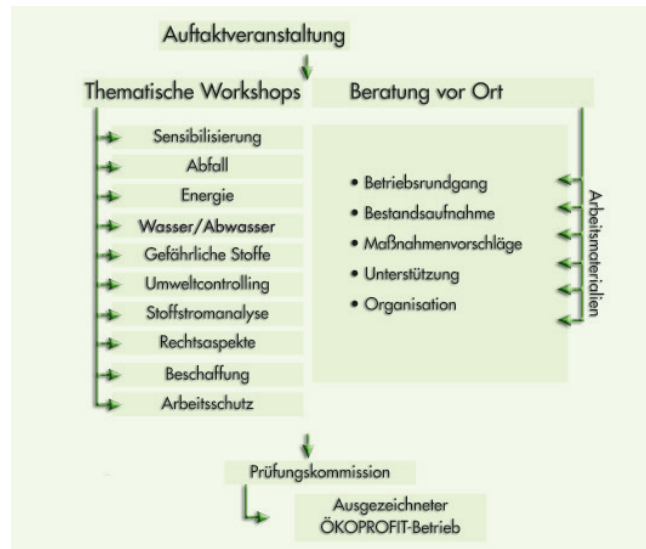 Auftaktveranstaltung
Thematische Workshops
Sensibilisierung
Abfall
Energie
Wasser/Abwasser
Gefährliche Stoffe
Umweltcontrolling
Stoffstromanalyse
Rechtsaspekte
Beschaffung
Arbeitsschutz
Beratung vor Ort
• Betriebsrundgang
• Bestandsaufnahme
• Maßnahmenvorschläge
• Unterstützung
• Organisation
Arbeitsmaterialien
Prüfungskommission
Ausgezeichneter
ÖKOPROFIT-Betrieb